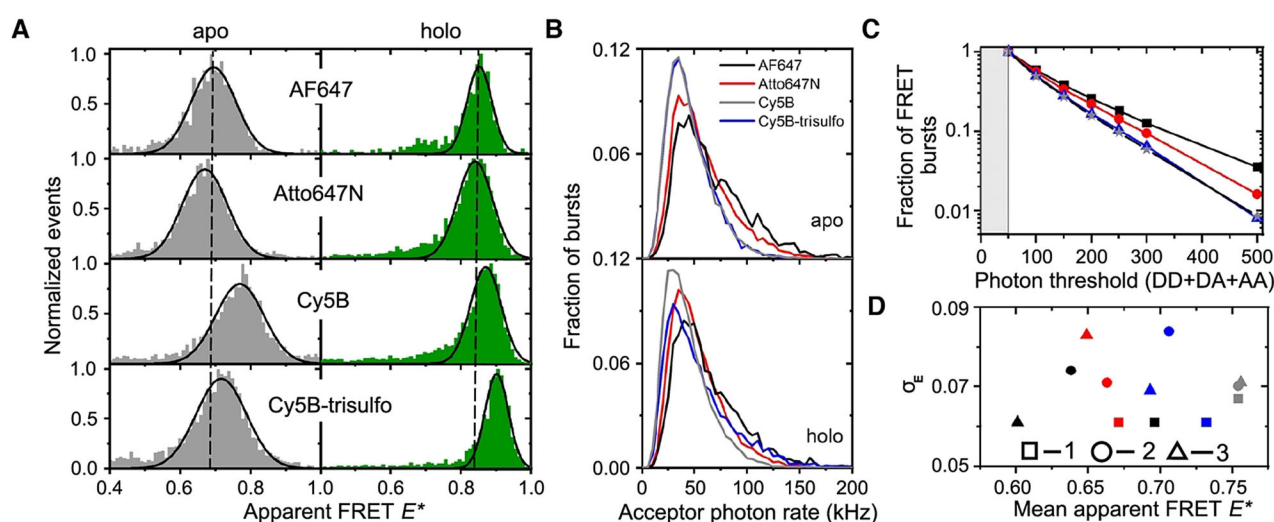 A
apo
holo
Normalized events
1.0
0.5
AF647
1.0
0.5
Atto647N
1.0
0.5
Cy5B
1.0
0.5
0.0
Cy5B-trisulfo
0.4 0.6 0.8 1.0 0.6 0.8 1.0
Apparent FRET E*
B
Fraction of bursts
0.12
0.06
AF647
Atto647N
Cy5B
Cy5B-trisulfo
apo
0.12
0.06
0.00
holo
0 50 100 150 200
Acceptor photon rate (kHz)
C
Fraction of FRET
bursts
1
0.1
0.01
0 100 200 300 400 500
Photon threshold (DD+DA+AA)
D
σE
0.09
0.07
0.05
1 2 3
0.60 0.65 0.70 0.75
Mean apparent FRET E*